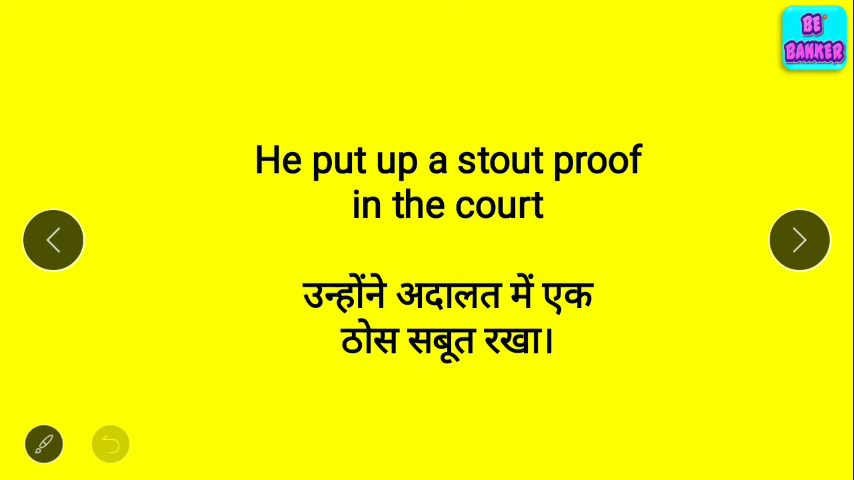 BE
BANKER
He put up a stout proof
in the court
उन्होंने अदालत में एक
ठोस सबूत रखा।